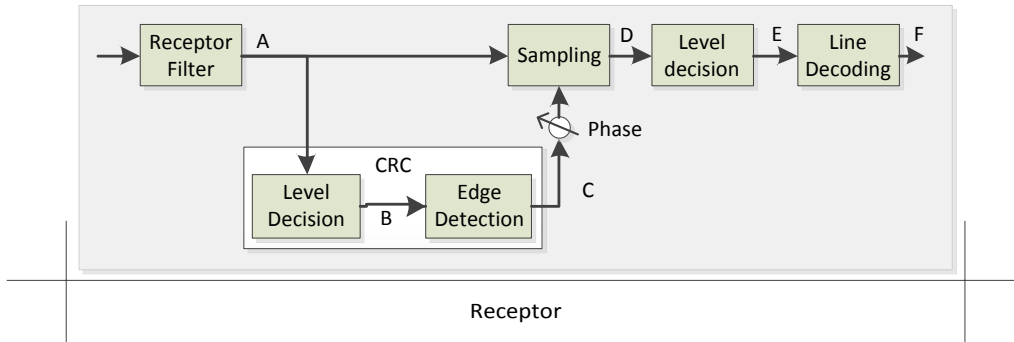 Receptor
Filter
A
Sampling
D
Level
decision
E
Line
Decoding
F
Phase
CRC
Level
Decision
B
Edge
Detection
C
Receptor